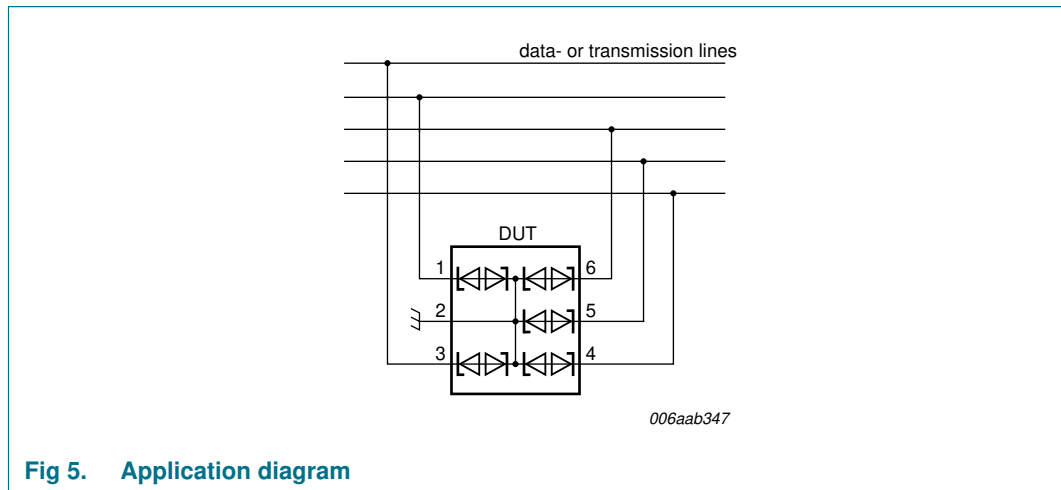 data- or transmission lines
DUT
1 6
2 5
3 4
006aab347
Fig 5. Application diagram